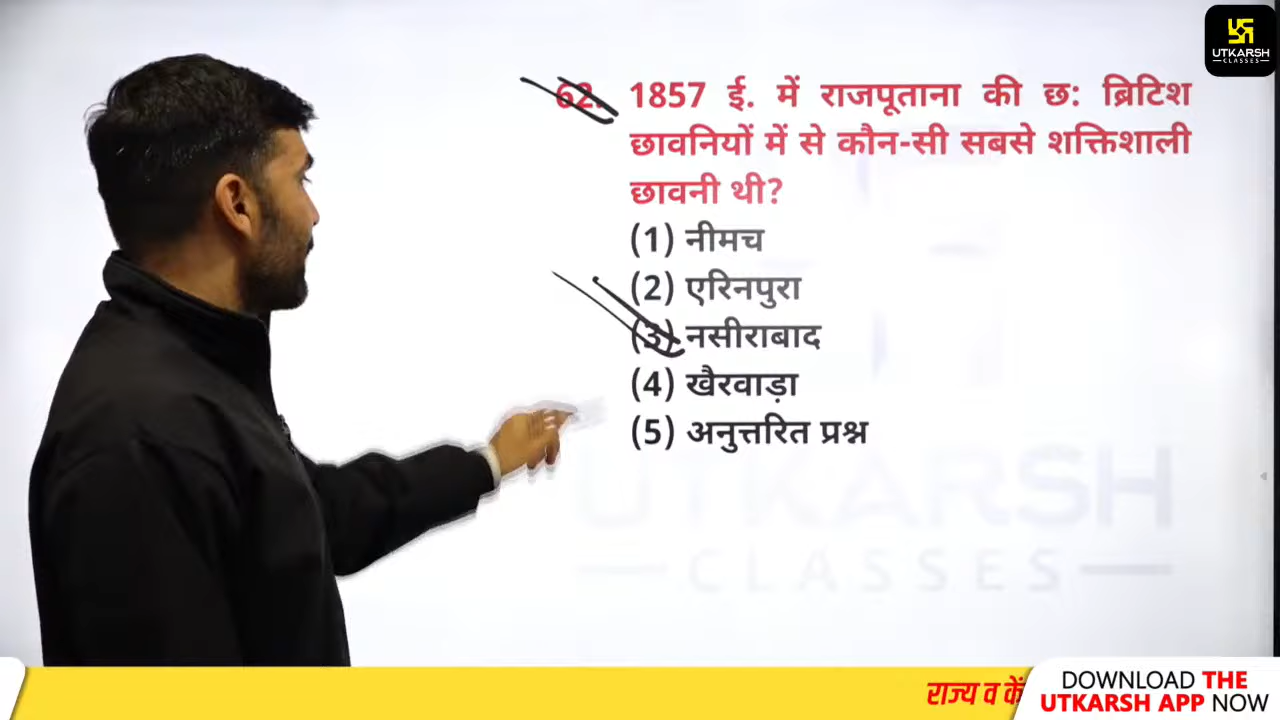 UTKARSH
CLASSES
62. 1857 ई. में राजपूताना की छ: ब्रिटिश
छावनियों में से कौन-सी सबसे शक्तिशाली
छावनी थी?
(1) नीमच
(2) एरिनपुरा
(3) नसीराबाद
(4) खैरवाड़ा
(5) अनुत्तरित प्रश्न
UTKARSH
CLASSES
राज्य व कें
DOWNLOAD THE
UTKARSH APP NOW